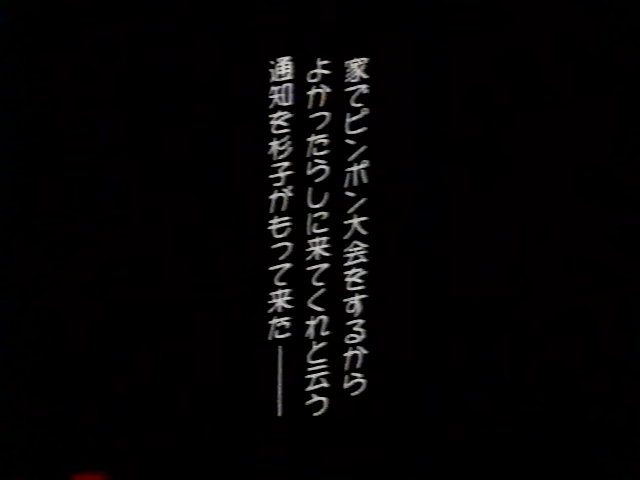 家でピンポン大会をするから
よかったらしに来てくれと云う
通知を杉子がもって来た――